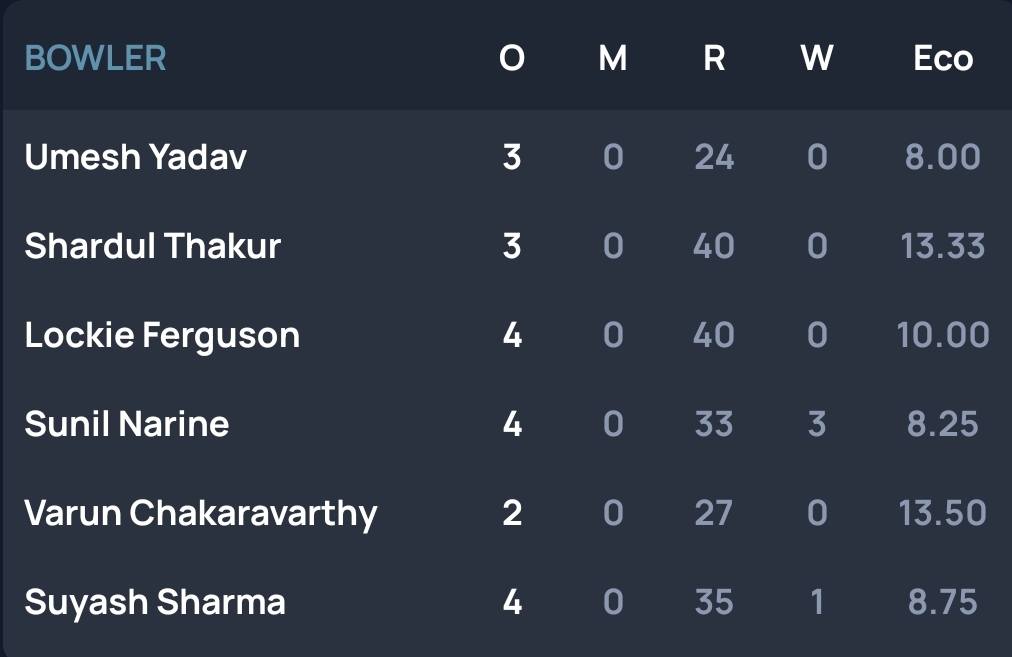 BOWLER O M R W Eco
Umesh Yadav 3 0 24 0 8.00
Shardul Thakur 3 0 40 0 13.33
Lockie Ferguson 4 0 40 0 10.00
Sunil Narine 4 0 33 3 8.25
Varun Chakaravarthy 2 0 27 0 13.50
Suyash Sharma 4 0 35 1 8.75